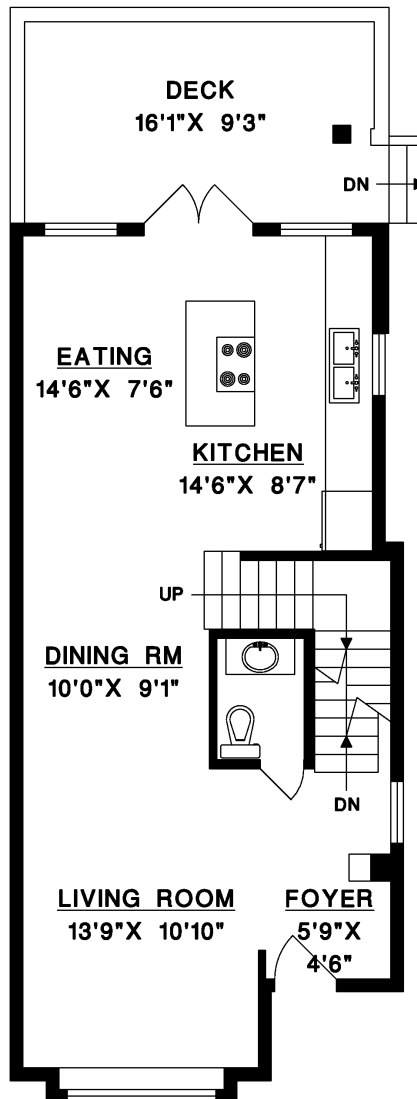 DECK
16'1"X 9'3"
DN
EATING
14'6"X 7'6"
KITCHEN
14'6"X 8'7"
UP
DINING RM
10'0"X 9'1"
DN
LIVING ROOM
13'9"X 10'10"
FOYER
5'9"X
4'6"